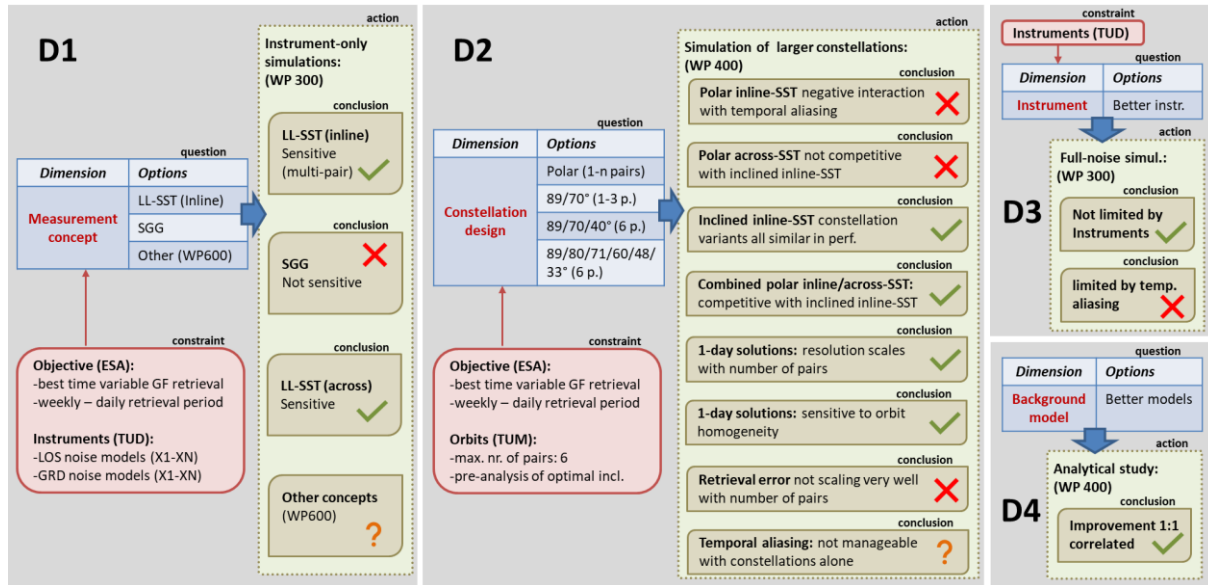 D1
action
Instrument-only
simulations:
(WP 300)
conclusion
LL-SST (inline)
Sensitive
(multi-pair)
question
Dimension
Options
Measurement
concept
LL-SST (Inline)
SGG
Other (WP600)
conclusion
SGG
Not sensitive
constraint
Objective (ESA):
-best time variable GF retrieval
-weekly – daily retrieval period
Instruments (TUD):
-LOS noise models (X1-XN)
-GRD noise models (X1-XN)
conclusion
LL-SST (across)
Sensitive
conclusion
Other concepts
(WP600)
?
D2
action
Simulation of larger constellations:
(WP 400)
question
Dimension
Options
Constellation
design
Polar (1-n pairs)
89/70° (1-3 p.)
89/70/40° (6 p.)
89/80/71/60/48/
33° (6 p.)
constraint
Objective (ESA):
-best time variable GF retrieval
-weekly – daily retrieval period
Orbits (TUM):
-max. nr. of pairs: 6
-pre-analysis of optimal incl.
conclusion
Polar inline-SST negative interaction
with temporal aliasing
conclusion
Polar across-SST not competitive
with inclined inline-SST
conclusion
Inclined inline-SST constellation
variants all similar in perf.
conclusion
Combined polar inline/across-SST:
competitive with inclined inline-SST
conclusion
1-day solutions: resolution scales
with number of pairs
conclusion
1-day solutions: sensitive to orbit
homogeneity
conclusion
Retrieval error not scaling very well
with number of pairs
conclusion
Temporal aliasing: not manageable
with constellations alone
?
constraint
Instruments (TUD)
question
Dimension
Options
Instrument
Better instr.
action
Full-noise simul.:
(WP 300)
D3
conclusion
Not limited by
Instruments
conclusion
limited by temp.
aliasing
question
Dimension
Options
Background
model
Better models
action
Analytical study:
(WP 400)
D4
conclusion
Improvement 1:1
correlated